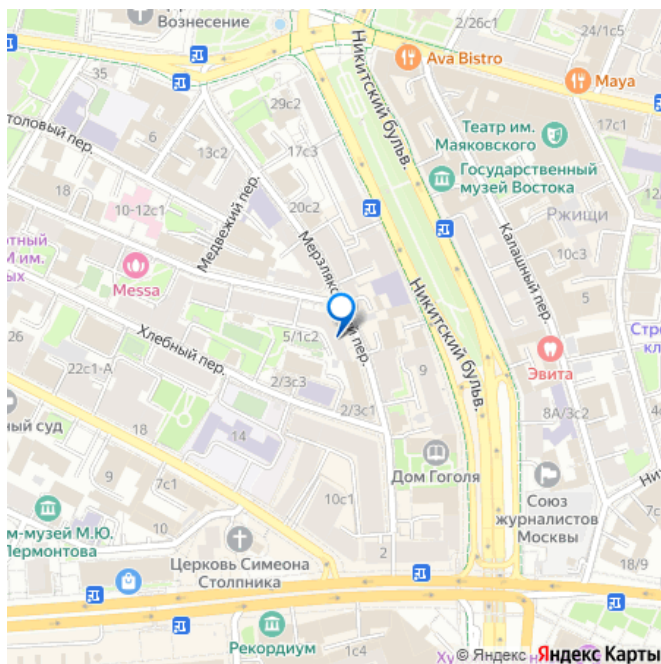 Вознесение
2/26с1
24/1с5
Ava Bistro
Maya
35
29с2
Никитский бульв.
17с1
Столовый пер.
6
13с2
17с3
Театр им.
Маяковского
18
Государственный
музей Востока
10-12с1
20с2
Медвежий пер.
Мерзляковский пер.
Ржищи
10с3
Калашный пер.
Messa
5
Хлебный пер.
5/1с2
Никитский бульв.
22с1-А
2/3с3
9
Эвита
2/3с1
8А/3с2
ный суд
18
14
Дом Гоголя
9
7с1
10с1
Союз
журналистов
Москвы
7с
м-музей М.Ю.
Лермонтова
10
Церковь Симеона
Столпника
2
18/9
Рекордиум
1с4
© Яндекс Яндекс Карты